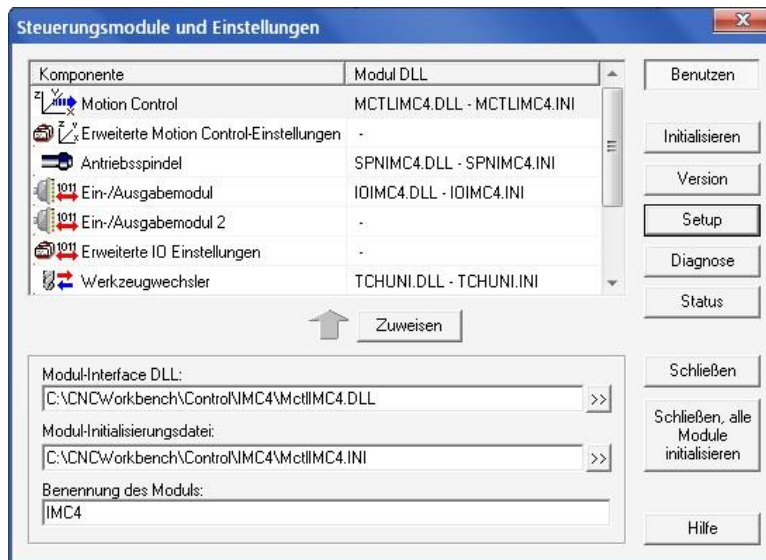 Steuerungsmodule und Einstellungen
Komponente Modul DLL
Motion Control MCTLIMC4.DLL - MCTLIMC4.INI
Erweiterte Motion Control-Einstellungen -
Antriebsspindel SPNIMC4.DLL - SPNIMC4.INI
1011 Ein-/Ausgabemodul IOIMC4.DLL - IOIMC4.INI
1011 Ein-/Ausgabemodul 2 -
1011 Erweiterte IO Einstellungen -
Werkzeugwechsler TCHUNI.DLL - TCHUNI.INI
Zuweisen
Modul-Interface DLL:
C:\CNCWorkbench\Control\IMC4\MctlIMC4.DLL >>
Modul-Initialisierungsdatei:
C:\CNCWorkbench\Control\IMC4\MctlIMC4.INI >>
Benennung des Moduls:
IMC4
Benutzen
Initialisieren
Version
Setup
Diagnose
Status
Schließen
Schließen, alle
Module
initialisieren
Hilfe